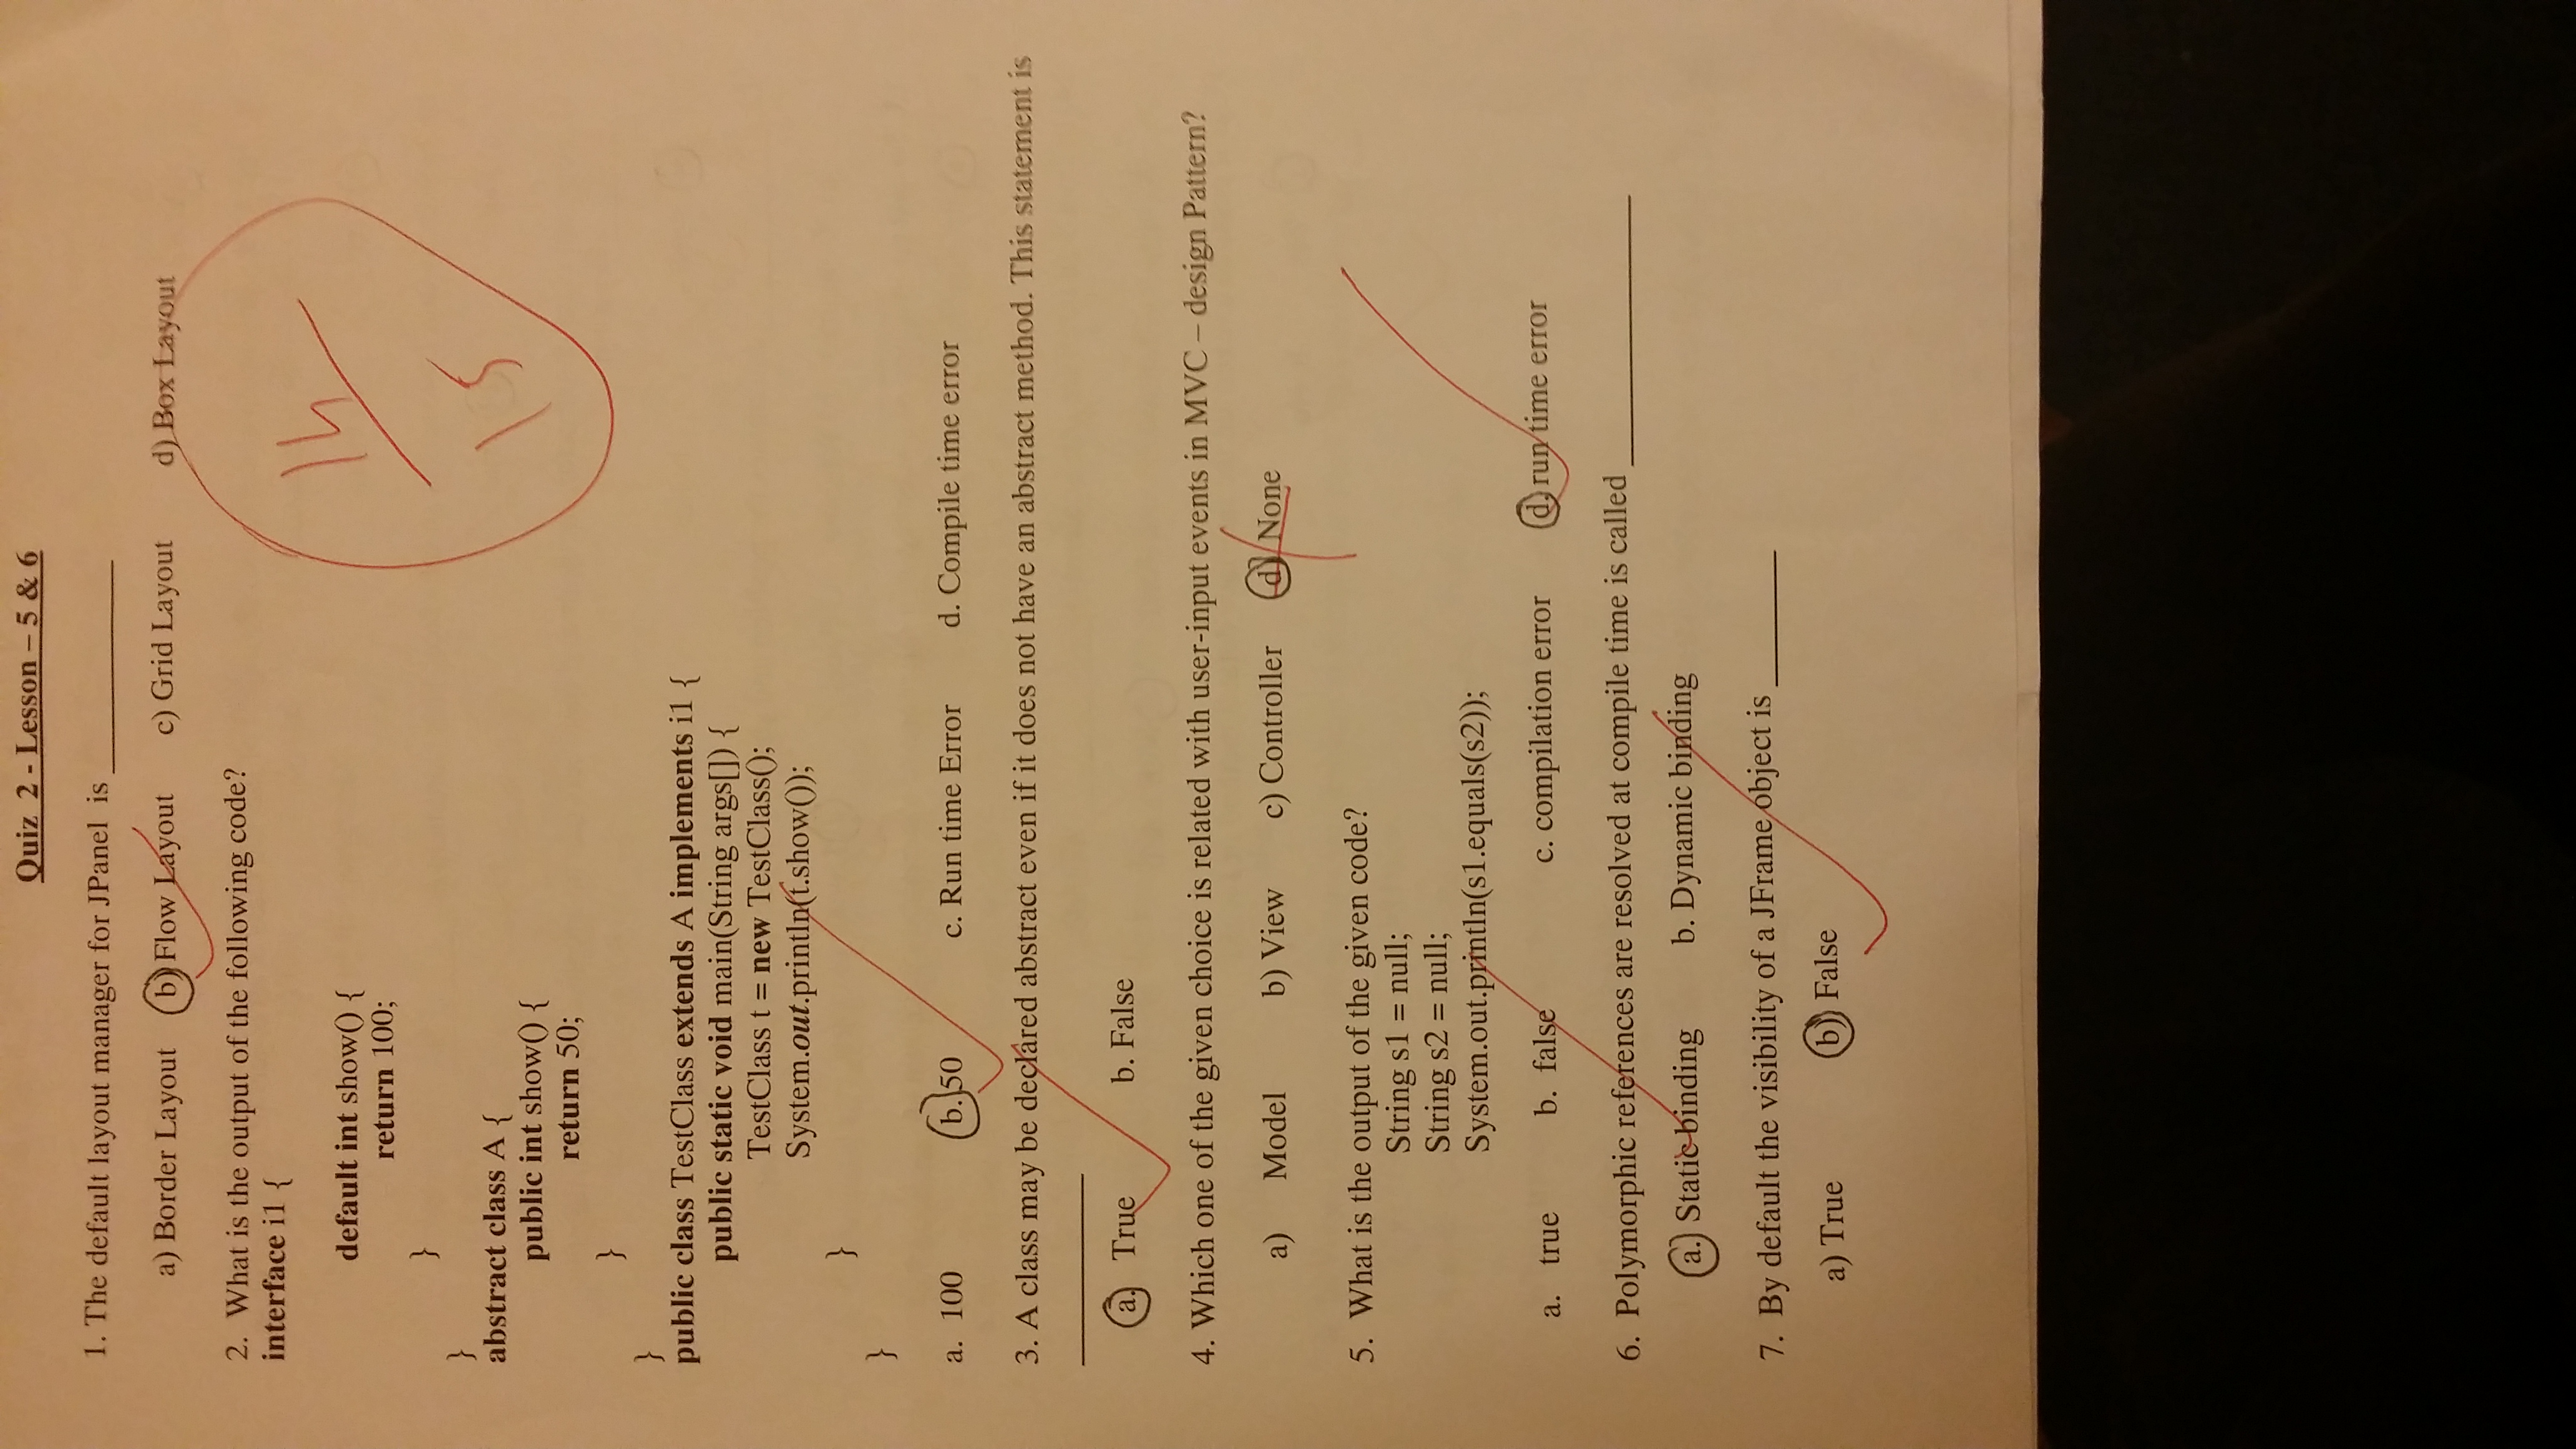 Quiz 2 - Lesson – 5 & 6
1. The default layout manager for JPanel is ____________
a) Border Layout b) Flow Layout c) Grid Layout d) Box Layout
2. What is the output of the following code?
interface i1 {
default int show() {
return 100;
}
}
14
15
abstract class A {
public int show() {
return 50;
}
}
public class TestClass extends A implements i1 {
public static void main(String args[]) {
TestClass t = new TestClass();
System.out.println(t.show());
}
}
a. 100 b. 50 c. Run time Error d. Compile time error
3. A class may be declared abstract even if it does not have an abstract method. This statement is
____________
a. True b. False
4. Which one of the given choice is related with user-input events in MVC – design Pattern?
a) Model b) View c) Controller d) None
5. What is the output of the given code?
String s1 = null;
String s2 = null;
System.out.println(s1.equals(s2));
a. true b. false c. compilation error d. run time error
6. Polymorphic references are resolved at compile time is called ________________
a. Static binding b. Dynamic binding
7. By default the visibility of a JFrame object is ________
a) True b) False